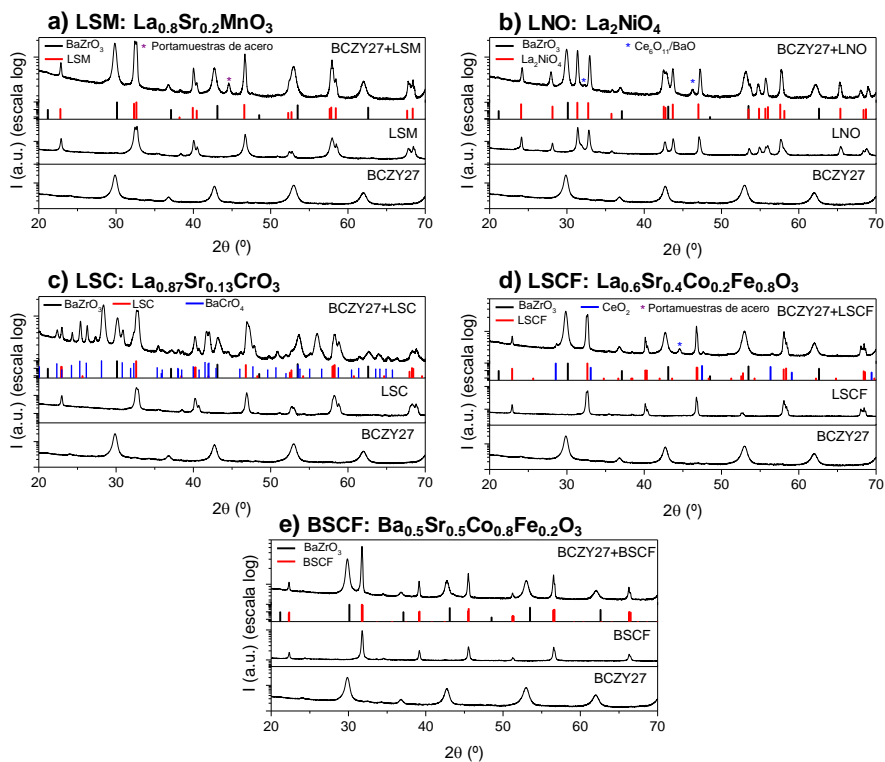 a) LSM: La0.8Sr0.2MnO3
BaZrO3
LSM
* Portamuestras de acero
BCZY27+LSM
*
LSM
BCZY27
I (a.u.) (escala log)
20 30 40 50 60 70
2θ (º)
b) LNO: La2NiO4
BaZrO3
La2NiO4
* Ce6O11/BaO
BCZY27+LNO
* *
LNO
BCZY27
I (a.u.) (escala log)
20 30 40 50 60 70
2θ (º)
c) LSC: La0.87Sr0.13CrO3
BaZrO3 LSC BaCrO4
BCZY27+LSC
LSC
BCZY27
I (a.u.) (escala log)
20 30 40 50 60 70
2θ (º)
d) LSCF: La0.6Sr0.4Co0.2Fe0.8O3
BaZrO3 CeO2 * Portamuestras de acero
LSCF
BCZY27+LSCF
*
LSCF
BCZY27
I (a.u.) (escala log)
20 30 40 50 60 70
2θ (º)
e) BSCF: Ba0.5Sr0.5Co0.8Fe0.2O3
BaZrO3
BSCF
BCZY27+BSCF
BSCF
BCZY27
I (a.u.) (escala log)
20 30 40 50 60 70
2θ (º)